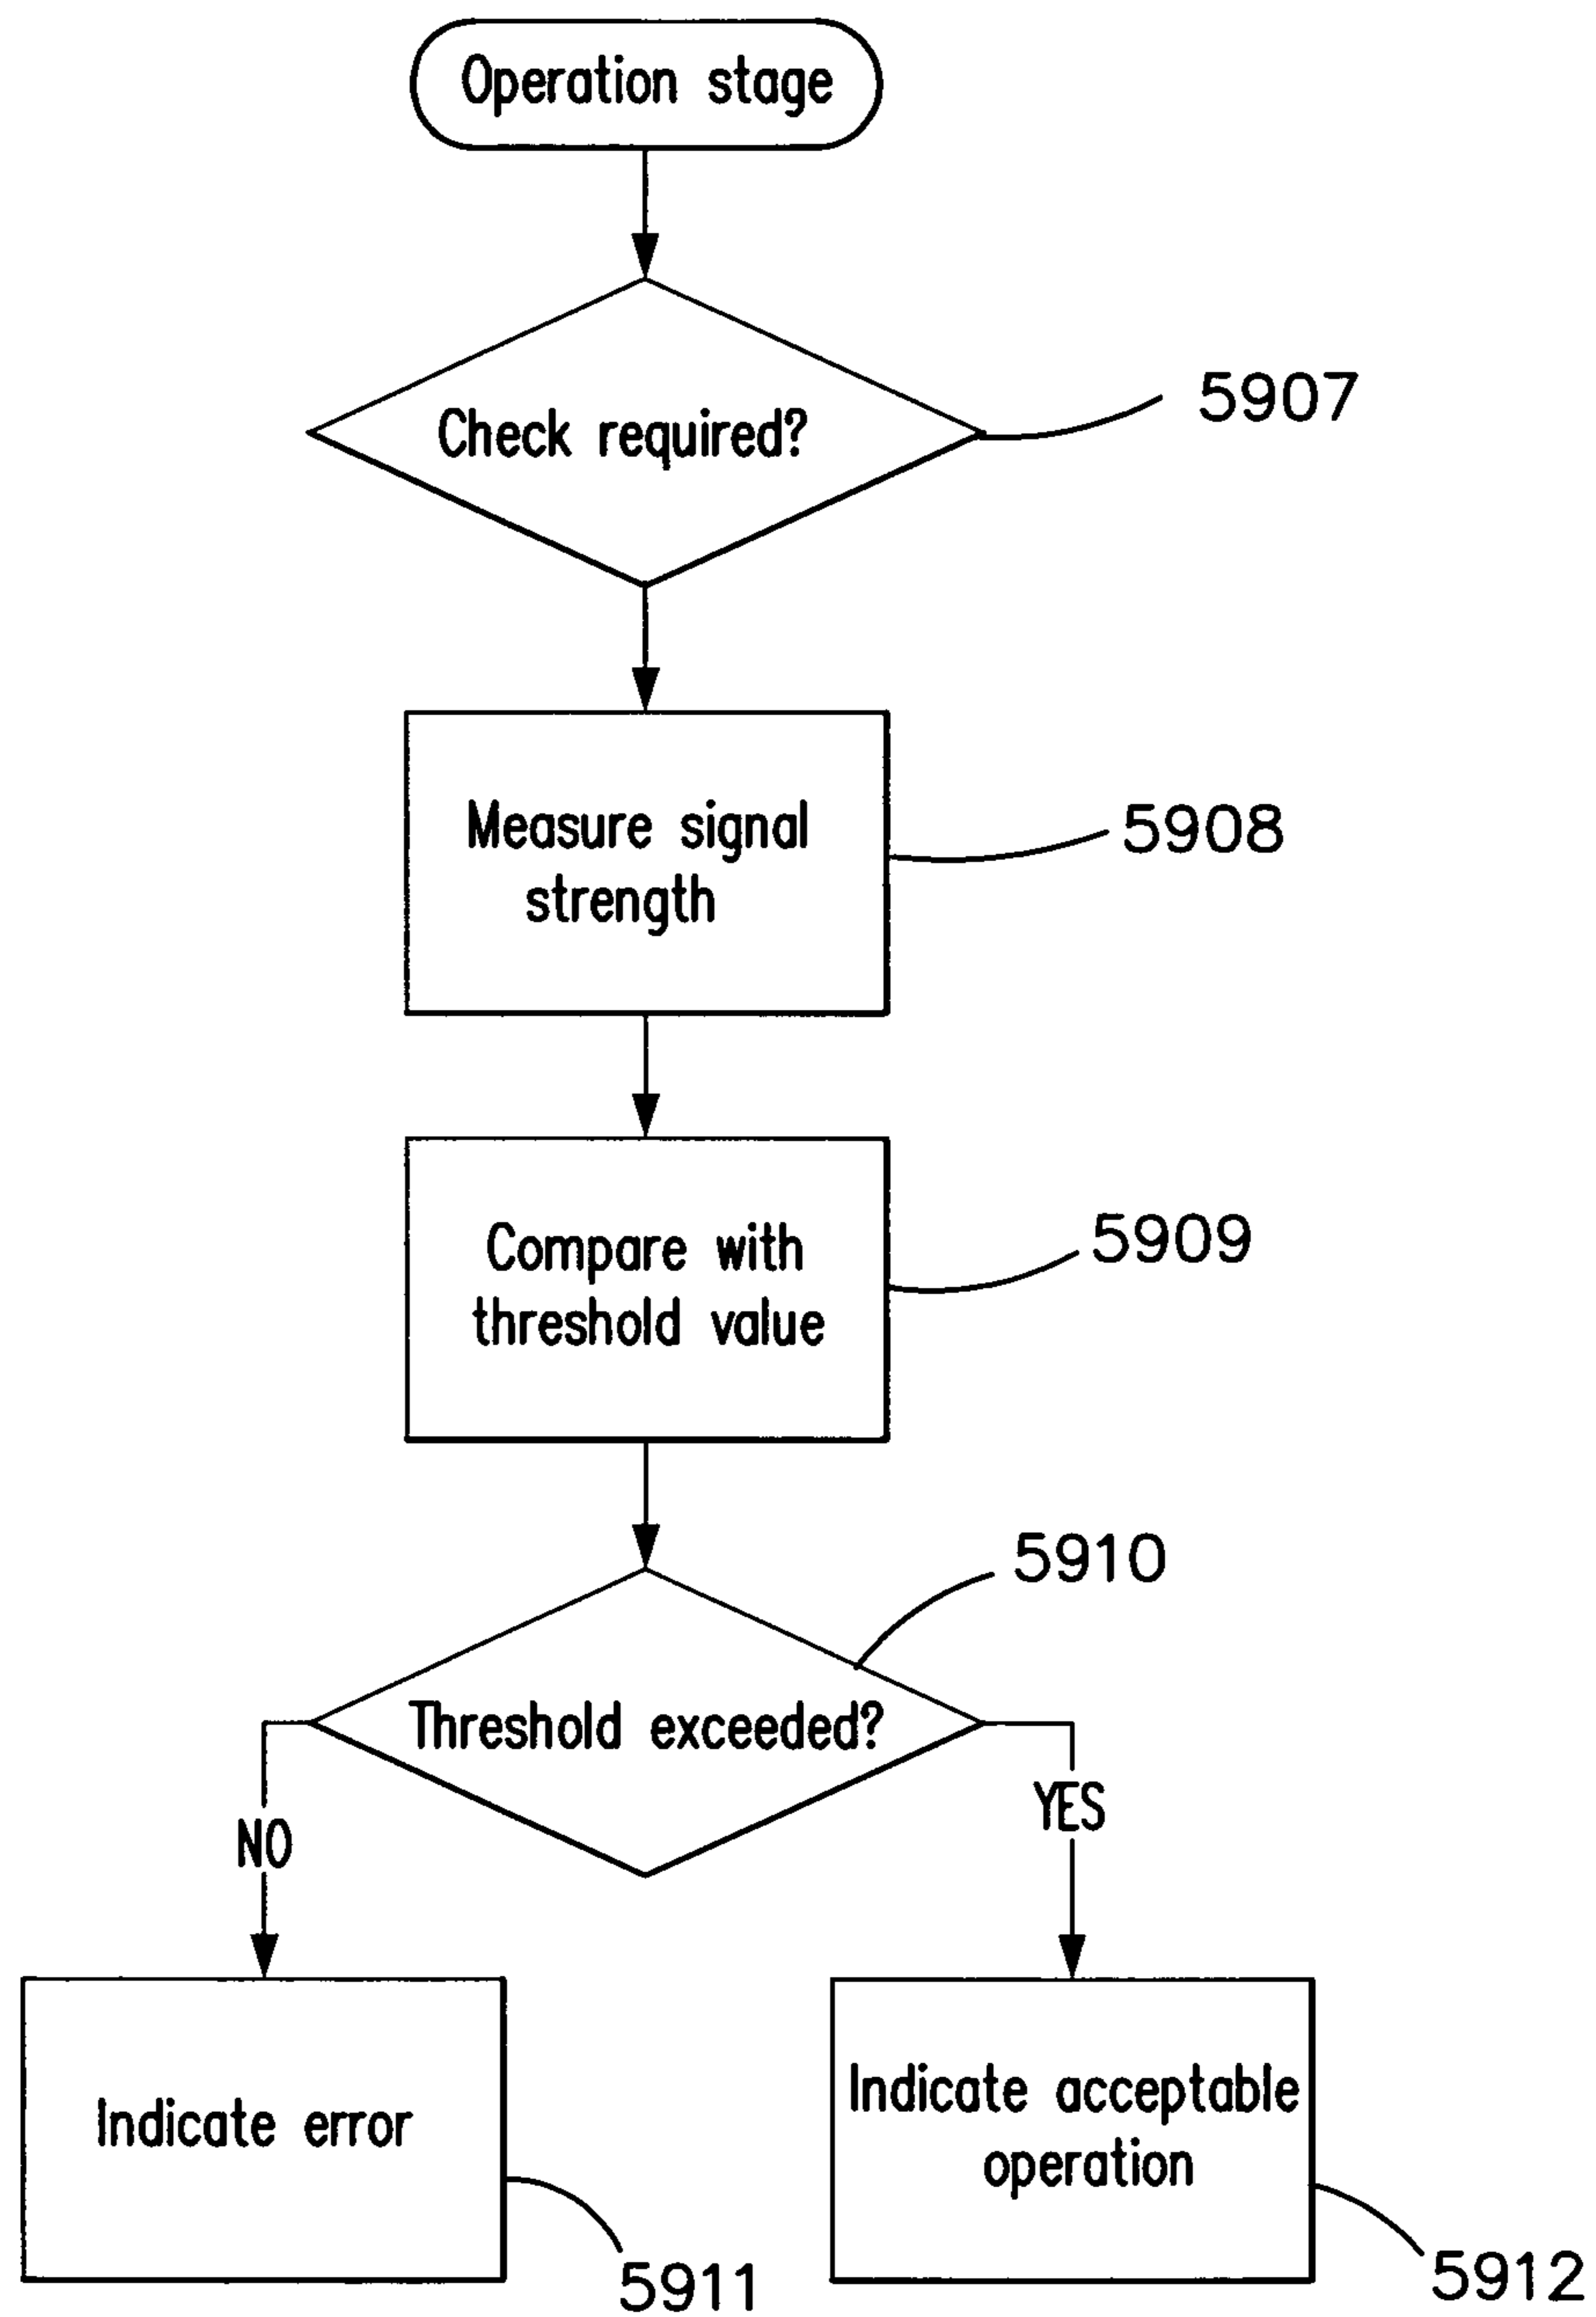 Operation stage
Check required?
5907
Measure signal
strength
5908
Compare with
threshold value
5909
5910
Threshold exceeded?
NO
YES
Indicate error
5911
Indicate acceptable
operation
5912